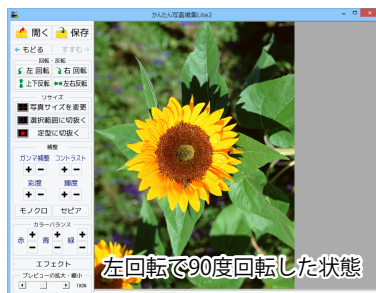 かんたん写真編集Lite2
開く 保存
←もどる すすむ→
回転・反転
左回転 右回転
上下反転 左右反転
リサイズ
写真サイズを変更
選択範囲に切抜く
定型に切抜く
補整
ガンマ補整 コントラスト
+ - + -
彩度 輝度
+ - + -
モノクロ セピア
カラーバランス
赤 + - 青 + - 緑 + -
エフェクト
プレビューの拡大・縮小
100%
左回転で90度回転した状態